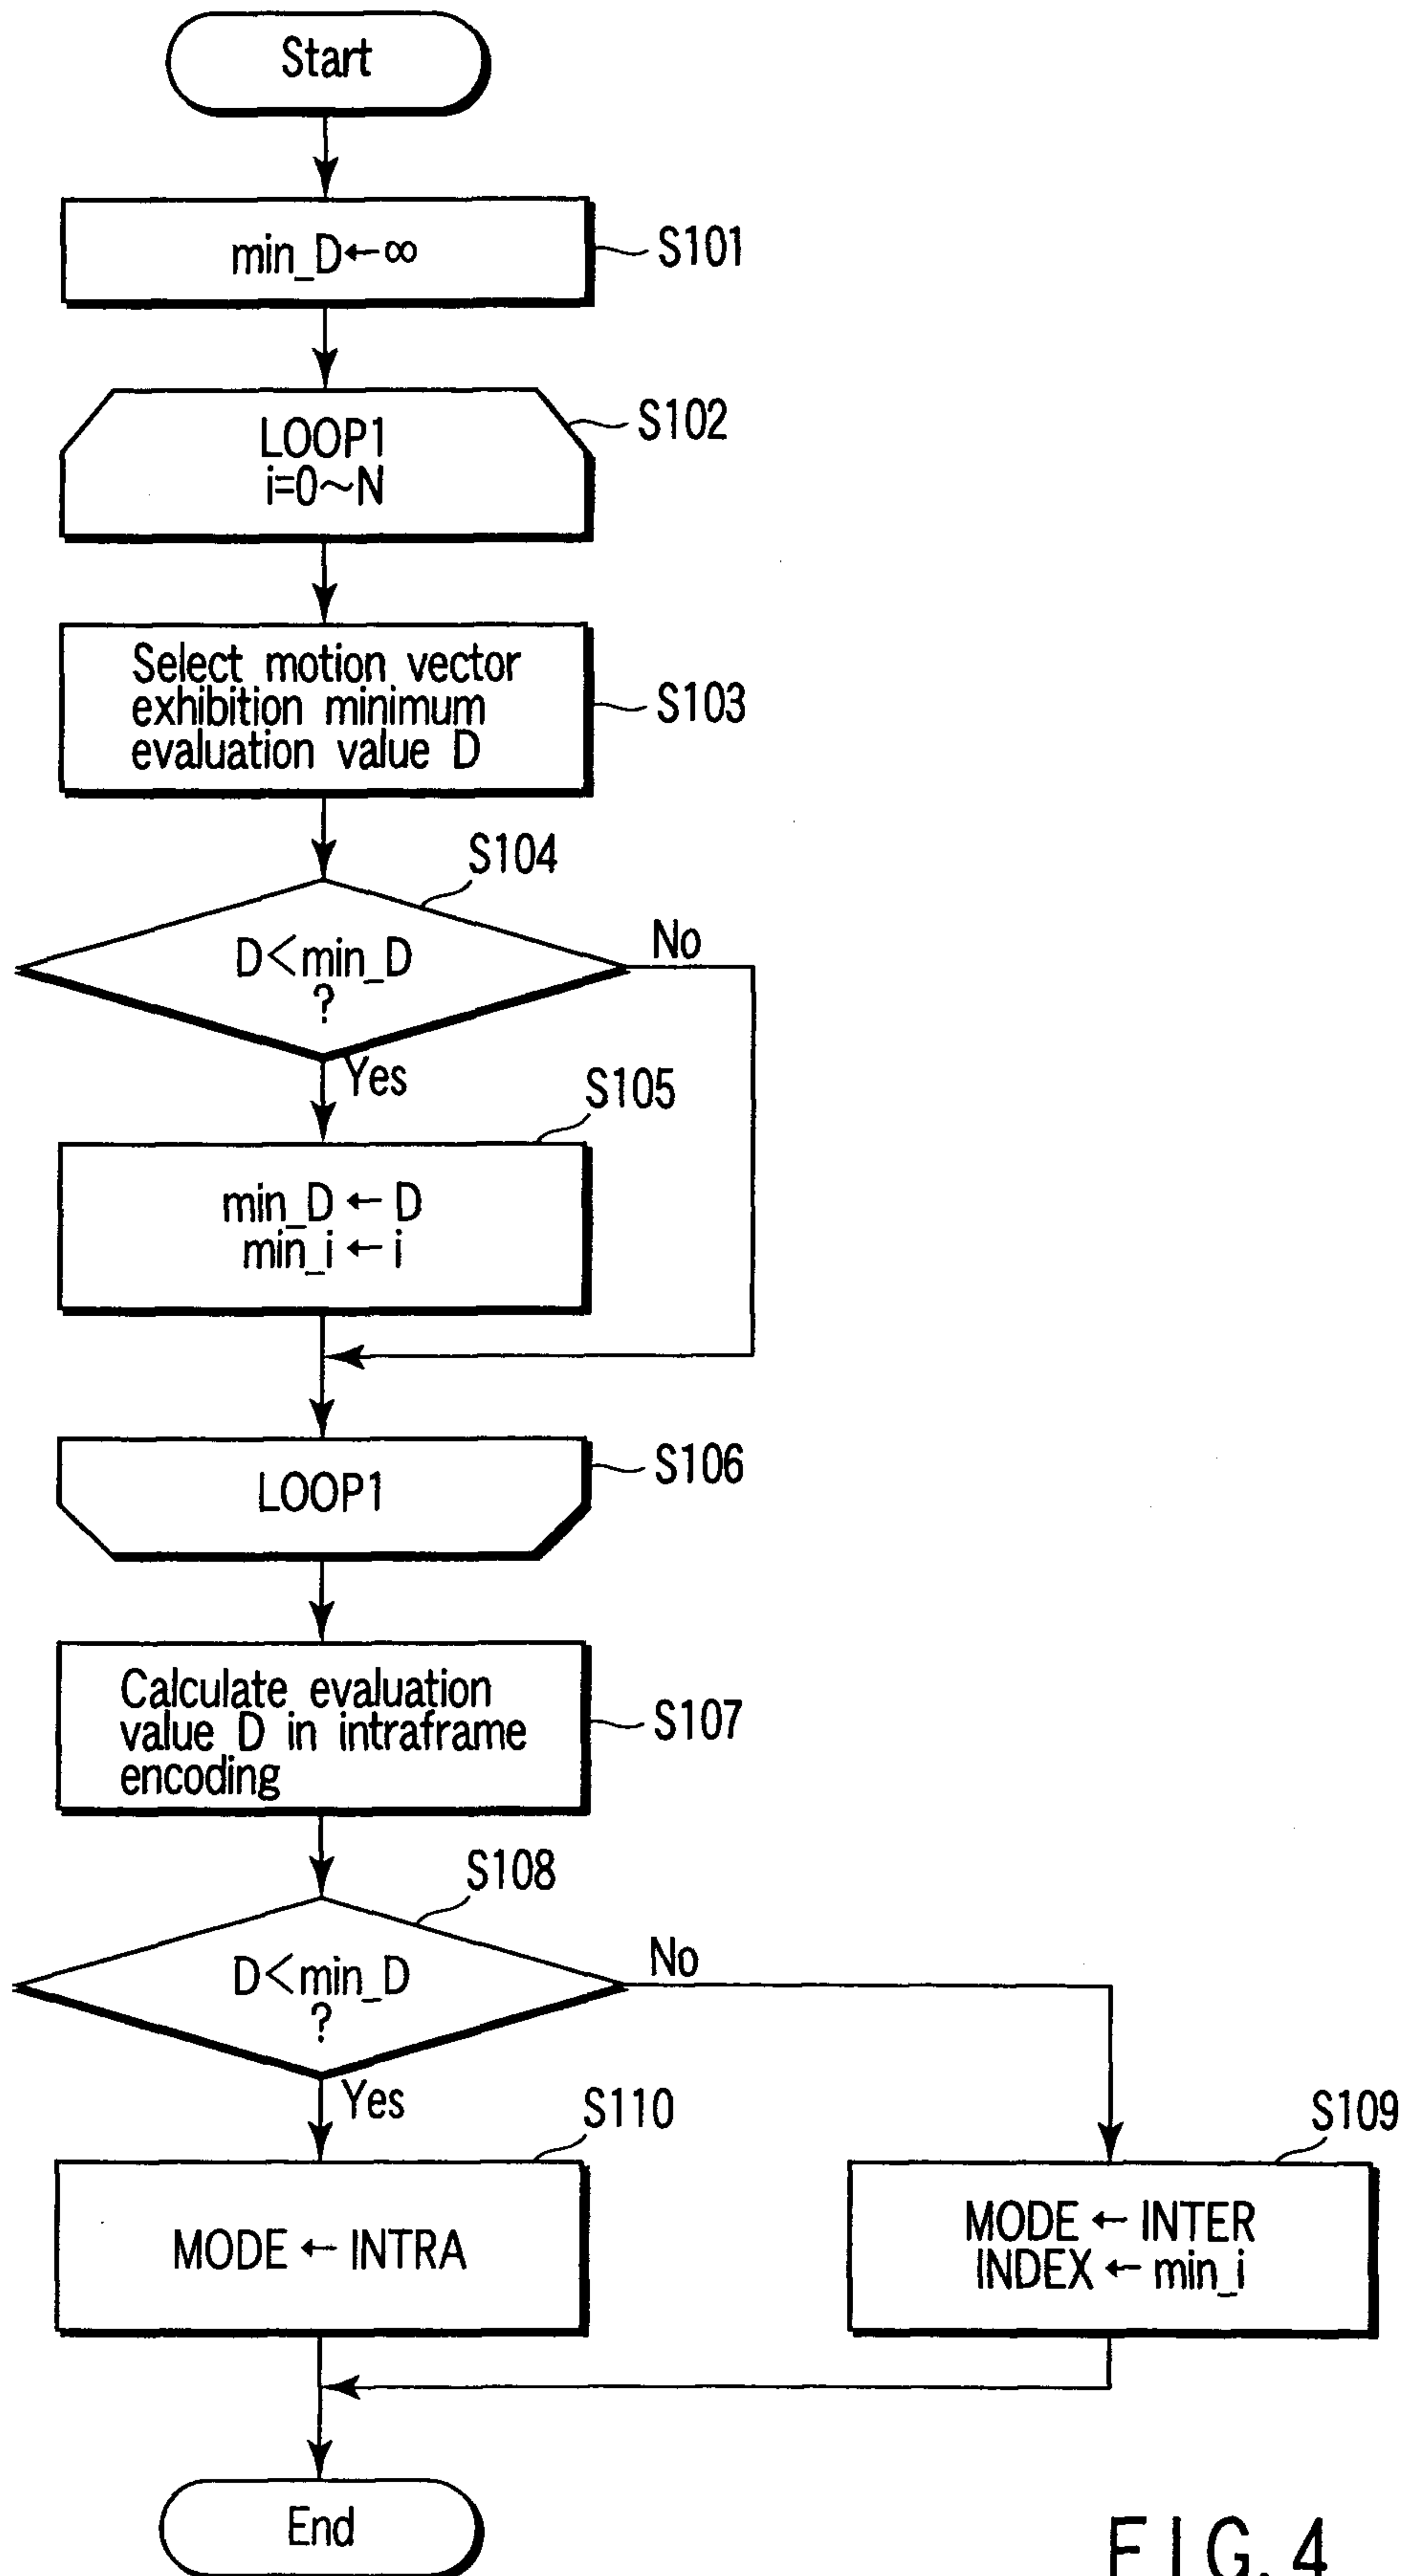 Start
min_D←∞
S101
LOOP1
i=0~N
S102
Select motion vector
exhibition minimum
evaluation value D
S103
S104
D<min_D
?
No
Yes
S105
min_D ← D
min_i ← i
LOOP1
S106
Calculate evaluation
value D in intraframe
encoding
S107
S108
D<min_D
?
No
Yes
S110
MODE ← INTRA
S109
MODE ← INTER
INDEX ← min_i
End
FIG. 4